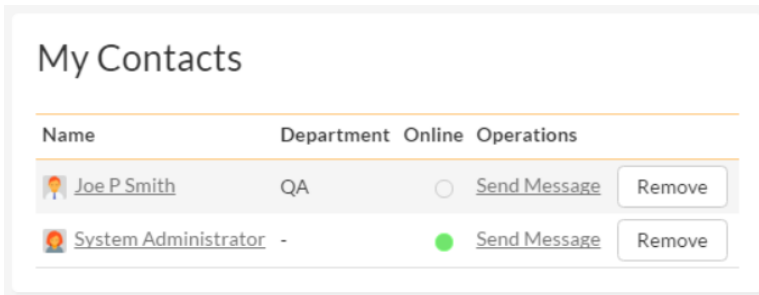 My Contacts
Name Department Online Operations
Joe P Smith QA Send Message Remove
System Administrator - Send Message Remove